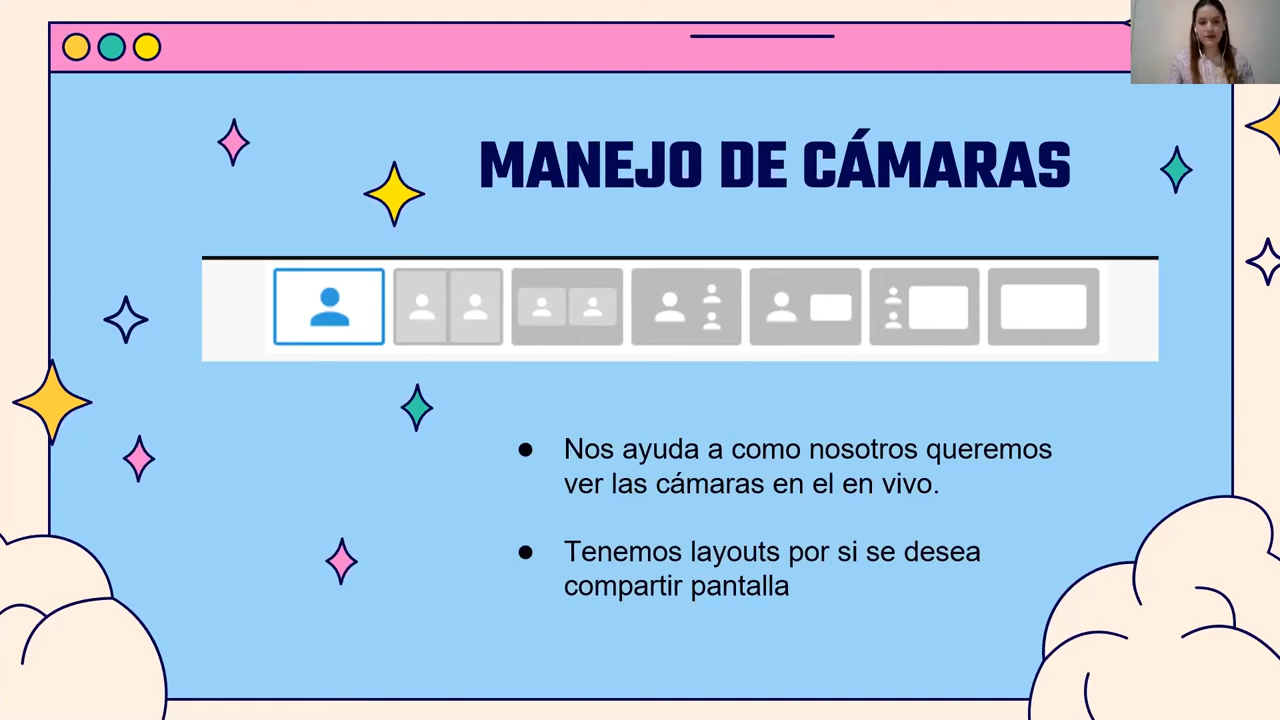 MANEJO DE CÁMARAS
● Nos ayuda a como nosotros queremos
ver las cámaras en el en vivo.
● Tenemos layouts por si se desea
compartir pantalla